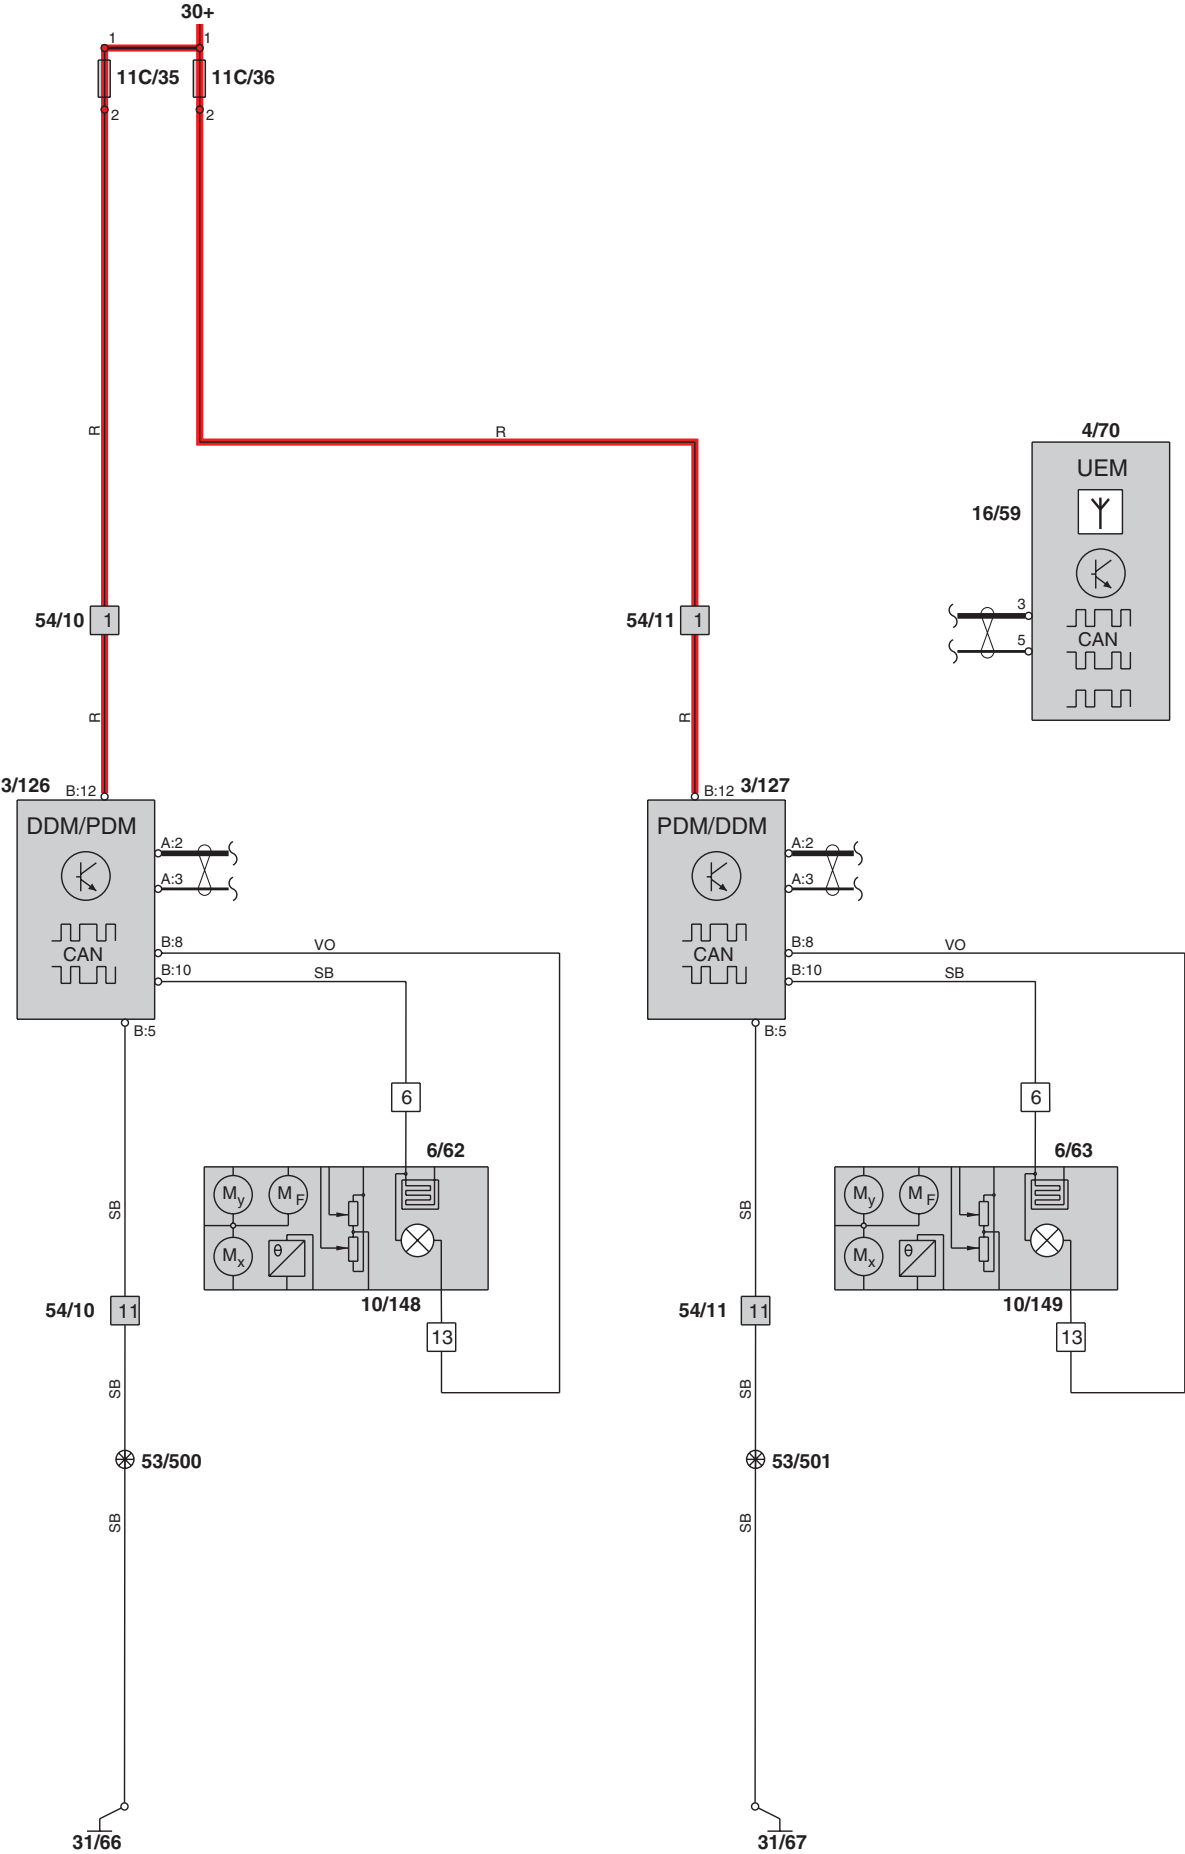 30+
1
1
11C/35
11C/36
2
2
R
R
4/70
UEM
16/59
3
CAN
5
54/10
1
54/11
1
R
R
3/126
B:12
B:12
3/127
DDM/PDM
A:2
A:3
CAN
B:8
VO
B:10
SB
B:5
PDM/DDM
A:2
A:3
CAN
B:8
VO
B:10
SB
B:5
6
6
6/62
6/63
My
MF
Mx
θ
My
MF
Mx
θ
SB
SB
10/148
10/149
54/10
11
54/11
11
13
13
SB
SB
53/500
53/501
SB
SB
31/66
31/67